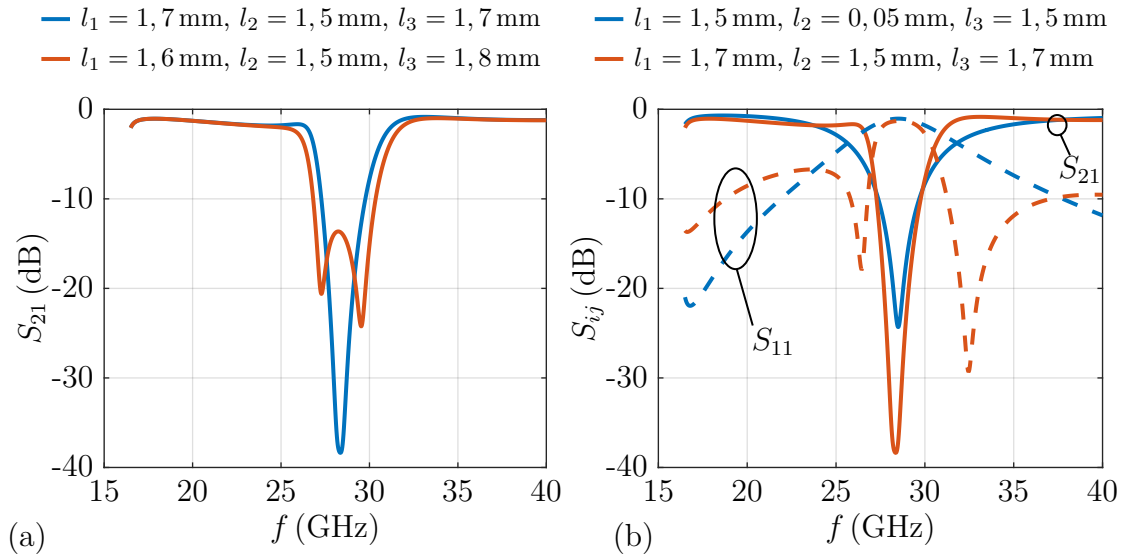 l₁ = 1, 7 mm, l₂ = 1, 5 mm, l₃ = 1, 7 mm
l₁ = 1, 6 mm, l₂ = 1, 5 mm, l₃ = 1, 8 mm
0
-10
-20
-30
-40
S₂₁ (dB)
15 20 25 30 35 40
f (GHz)
(a)
l₁ = 1, 5 mm, l₂ = 0, 05 mm, l₃ = 1, 5 mm
l₁ = 1, 7 mm, l₂ = 1, 5 mm, l₃ = 1, 7 mm
0
-10
-20
-30
-40
Sᵢⱼ (dB)
S₂₁
S₁₁
15 20 25 30 35 40
f (GHz)
(b)